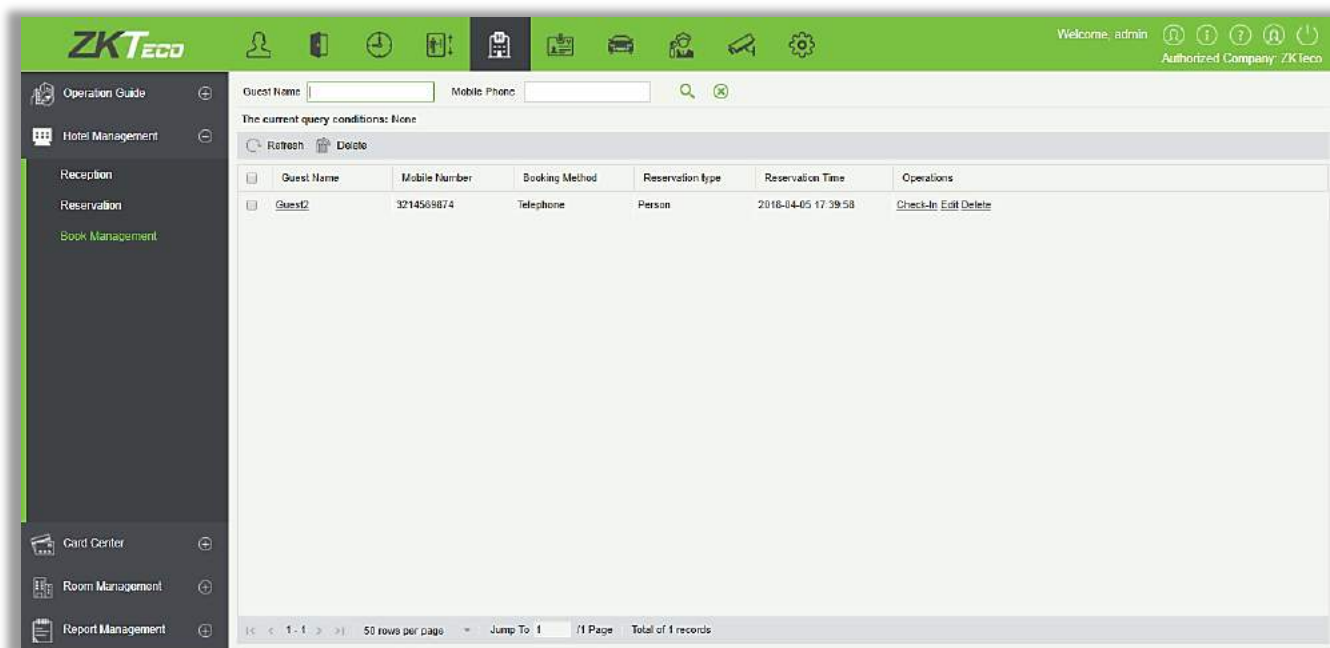 ZKTECO
Welcome, admin
Authorized Company: ZKTeco
Operation Guide
Hotel Management
Reception
Reservation
Book Management
Card Center
Room Management
Report Management
Guest Name
Mobile Phone
The current query conditions: None
Refresh Delete
Guest Name Mobile Number Booking Method Reservation type Reservation Time Operations
Guest2 3214569874 Telephone Person 2018-04-05 17:39:58 Check-In Edit Delete
|< < 1-1 > >| 50 rows per page Jump To 1 /1 Page Total of 1 records